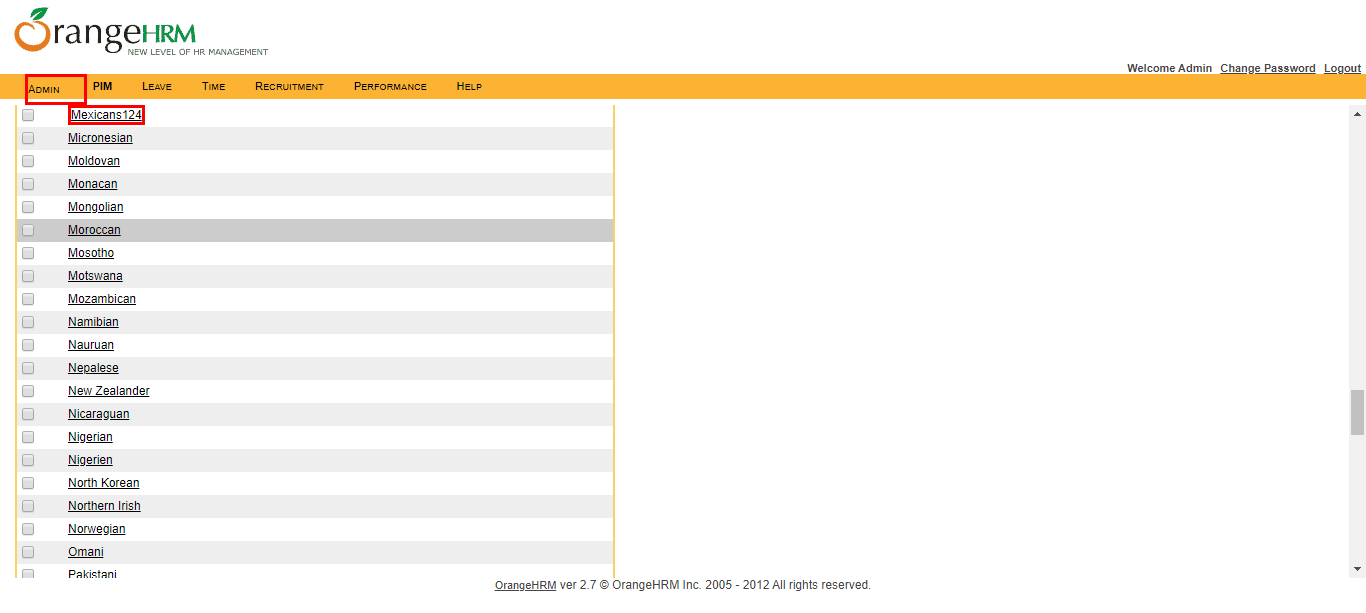 OrangeHRM
NEW LEVEL OF HR MANAGEMENT
Welcome Admin Change Password Logout
ADMIN PIM LEAVE TIME RECRUITMENT PERFORMANCE HELP
Mexicans124
Micronesian
Moldovan
Monacan
Mongolian
Moroccan
Mosotho
Motswana
Mozambican
Namibian
Nauruan
Nepalese
New Zealander
Nicaraguan
Nigerian
Nigerien
North Korean
Northern Irish
Norwegian
Omani
Pakistani
OrangeHRM ver 2.7 © OrangeHRM Inc. 2005 - 2012 All rights reserved.